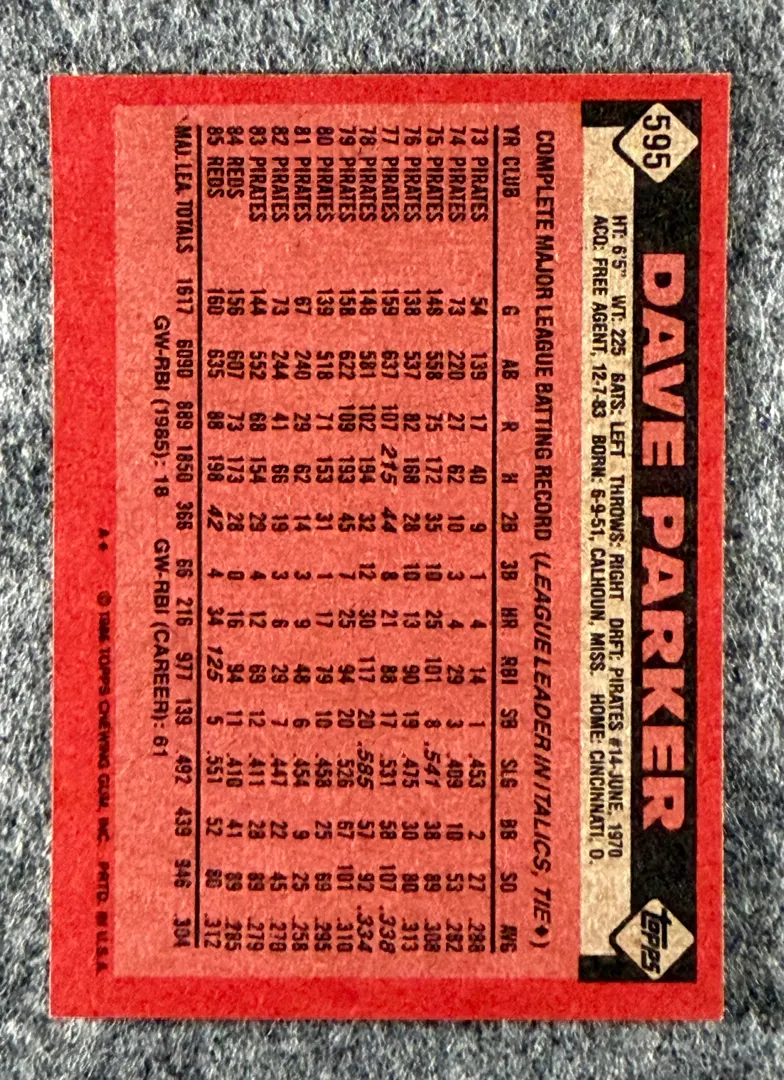 595
DAVE PARKER
topps
HT: 6'5" WT: 225 BATS: LEFT THROWS: RIGHT DRFT: PIRATES #14-JUNE, 1970
ACQ: FREE AGENT, 12-7-83 BORN: 6-9-51, CALHOUN, MISS. HOME: CINCINNATI, O.
COMPLETE MAJOR LEAGUE BATTING RECORD (LEAGUE LEADER IN ITALICS, TIE♦)
YR CLUB G AB R H 2B 3B HR RBI SB SLG BB SO AVG
73 PIRATES 54 139 17 40 9 1 4 14 1 .453 2 27 .288
74 PIRATES 73 220 27 62 10 3 4 29 3 .409 10 53 .282
75 PIRATES 148 558 75 172 35 10 25 101 8 .541 38 89 .308
76 PIRATES 138 537 82 168 28 10 13 90 19 .475 30 80 .313
77 PIRATES 159 637 107 215 44 8 21 88 17 .531 58 107 .338
78 PIRATES 148 581 102 194 32 12 30 117 20 .585 57 92 .334
79 PIRATES 158 622 109 193 45 7 25 94 20 .526 67 101 .310
80 PIRATES 139 518 71 153 31 1 17 79 10 .458 25 69 .295
81 PIRATES 67 240 29 62 14 3 9 48 6 .454 9 25 .258
82 PIRATES 73 244 41 66 19 3 6 29 7 .447 22 45 .270
83 PIRATES 144 552 68 154 29 4 12 69 12 .411 28 89 .279
84 REDS 156 607 73 173 28 0 16 94 11 .410 41 89 .285
85 REDS 160 635 88 198 42 4 34 125 5 .551 52 80 .312
MAJ. LEA. TOTALS 1617 6090 889 1850 366 66 216 977 139 .492 439 946 .304
GW-RBI (1985): 18 GW-RBI (CAREER): 61
A* © 1986 TOPPS CHEWING GUM, INC. PRTD. IN U.S.A.